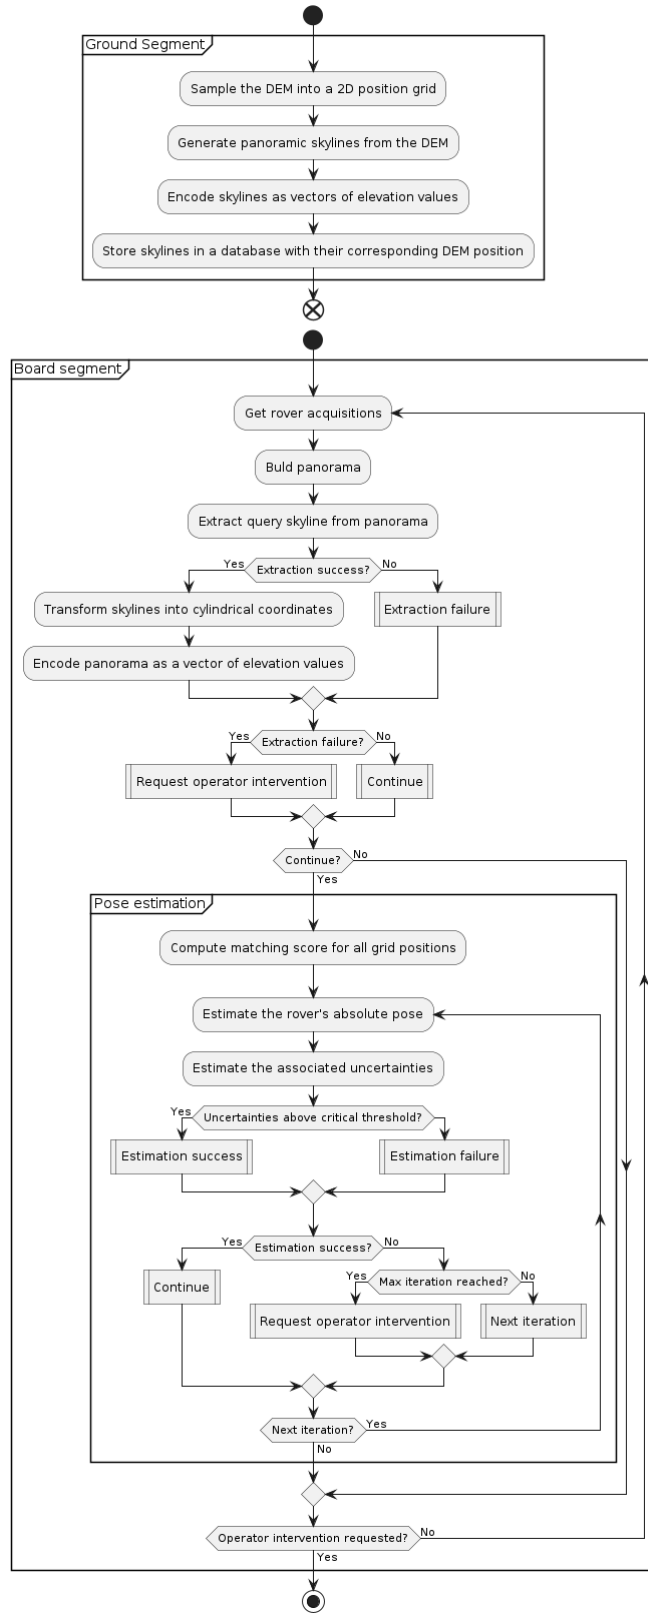 Ground Segment
Sample the DEM into a 2D position grid
Generate panoramic skylines from the DEM
Encode skylines as vectors of elevation values
Store skylines in a database with their corresponding DEM position
Board segment
Get rover acquisitions
Buld panorama
Extract query skyline from panorama
Yes
Extraction success?
No
Transform skylines into cylindrical coordinates
Extraction failure
Encode panorama as a vector of elevation values
Yes
Extraction failure?
No
Request operator intervention
Continue
Continue?
No
Yes
Pose estimation
Compute matching score for all grid positions
Estimate the rover's absolute pose
Estimate the associated uncertainties
Yes
Uncertainties above critical threshold?
Estimation success
Estimation failure
Yes
Estimation success?
No
Continue
Yes
Max iteration reached?
No
Request operator intervention
Next iteration
Next iteration?
Yes
No
Operator intervention requested?
No
Yes